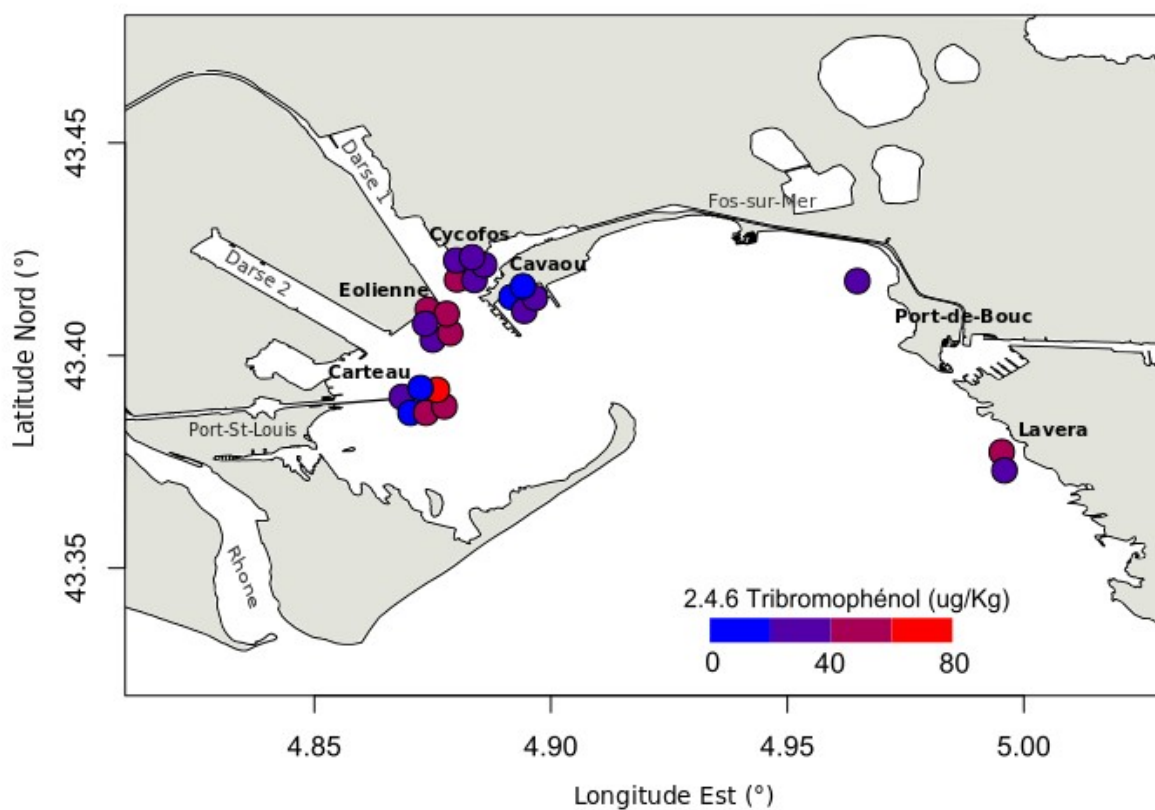 43.45
Darse 1
Fos-sur-Mer
Cycofos
Darse 2
Cavaou
Eolienne
Port-de-Bouc
43.40
Carteau
Port-St-Louis
Lavera
Latitude Nord (°)
43.35
Rhone
2.4.6 Tribromophénol (ug/Kg)
0 40 80
4.85 4.90 4.95 5.00
Longitude Est (°)